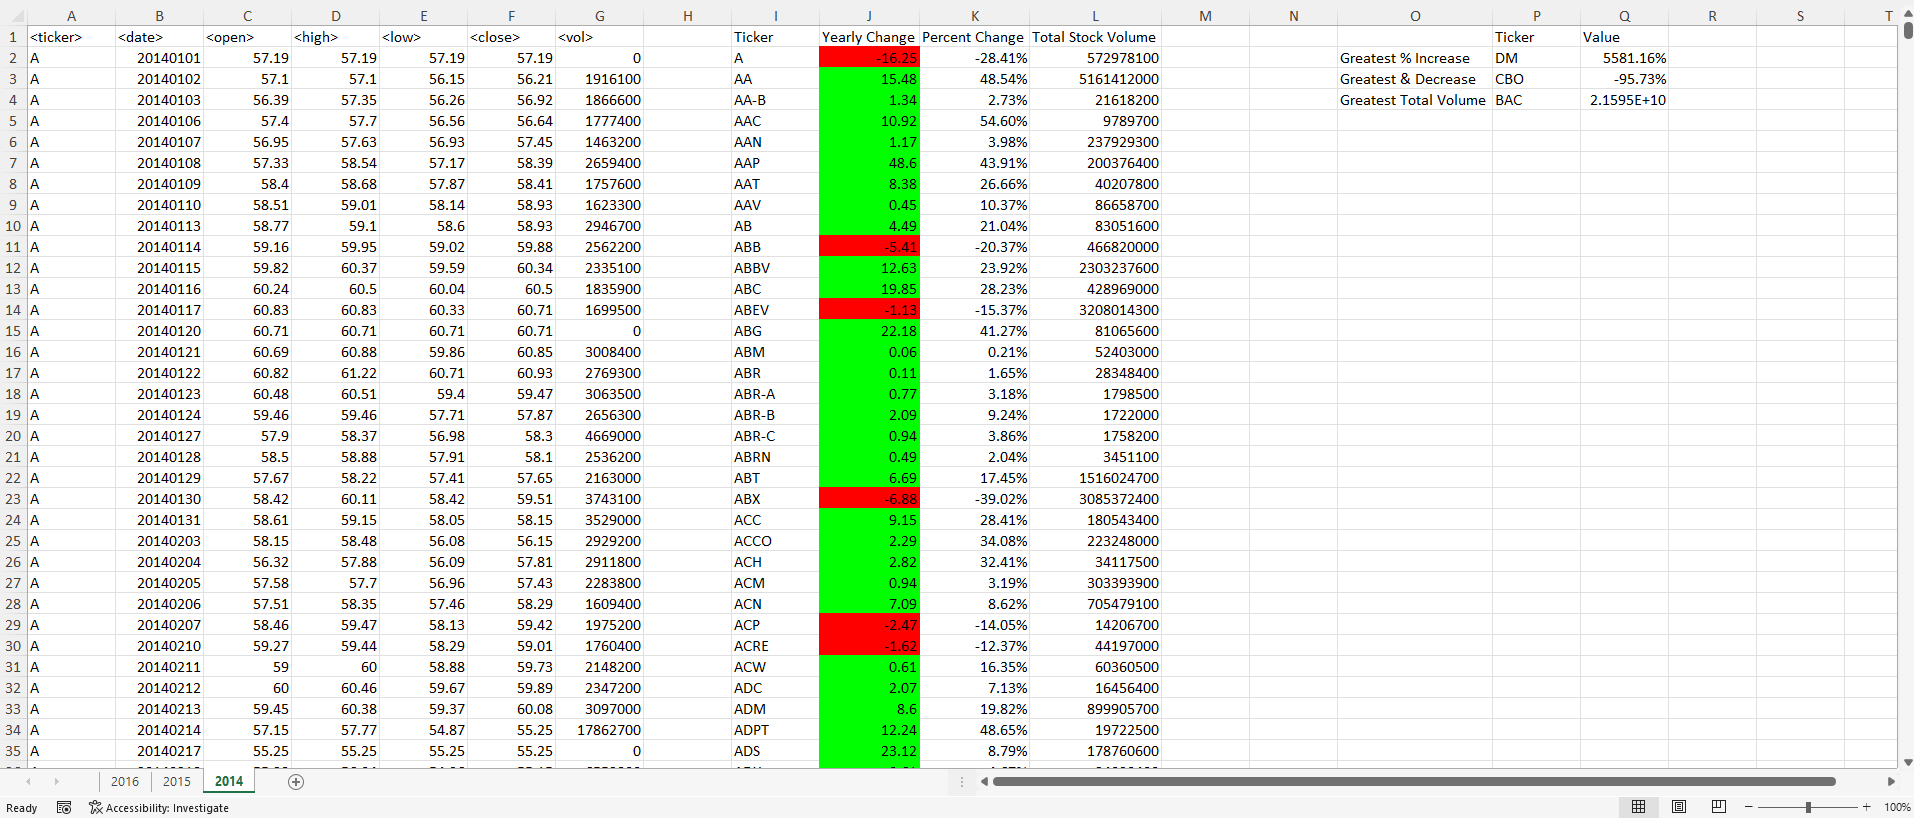 A B C D E F G H I J K L M N O P Q R S T
1 <ticker> <date> <open> <high> <low> <close> <vol> Ticker Yearly Change Percent Change Total Stock Volume Ticker Value
2 A 20140101 57.19 57.19 57.19 57.19 0 A -16.25 -28.41% 572978100 Greatest % Increase DM 5581.16%
3 A 20140102 57.1 57.1 56.15 56.21 1916100 AA 15.48 48.54% 5161412000 Greatest & Decrease CBO -95.73%
4 A 20140103 56.39 57.35 56.26 56.92 1866600 AA-B 1.34 2.73% 21618200 Greatest Total Volume BAC 2.1595E+10
5 A 20140106 57.4 57.7 56.56 56.64 1777400 AAC 10.92 54.60% 9789700
6 A 20140107 56.95 57.63 56.93 57.45 1463200 AAN 1.17 3.98% 237929300
7 A 20140108 57.33 58.54 57.17 58.39 2659400 AAP 48.6 43.91% 200376400
8 A 20140109 58.4 58.68 57.87 58.41 1757600 AAT 8.38 26.66% 40207800
9 A 20140110 58.51 59.01 58.14 58.93 1623300 AAV 0.45 10.37% 86658700
10 A 20140113 58.77 59.1 58.6 58.93 2946700 AB 4.49 21.04% 83051600
11 A 20140114 59.16 59.95 59.02 59.88 2562200 ABB -5.41 -20.37% 466820000
12 A 20140115 59.82 60.37 59.59 60.34 2335100 ABBV 12.63 23.92% 2303237600
13 A 20140116 60.24 60.5 60.04 60.5 1835900 ABC 19.85 28.23% 428969000
14 A 20140117 60.83 60.83 60.33 60.71 1699500 ABEV -1.13 -15.37% 3208014300
15 A 20140120 60.71 60.71 60.71 60.71 0 ABG 22.18 41.27% 81065600
16 A 20140121 60.69 60.88 59.86 60.85 3008400 ABM 0.06 0.21% 52403000
17 A 20140122 60.82 61.22 60.71 60.93 2769300 ABR 0.11 1.65% 28348400
18 A 20140123 60.48 60.51 59.4 59.47 3063500 ABR-A 0.77 3.18% 1798500
19 A 20140124 59.46 59.46 57.71 57.87 2656300 ABR-B 2.09 9.24% 1722000
20 A 20140127 57.9 58.37 56.98 58.3 4669000 ABR-C 0.94 3.86% 1758200
21 A 20140128 58.5 58.88 57.91 58.1 2536200 ABRN 0.49 2.04% 3451100
22 A 20140129 57.67 58.22 57.41 57.65 2163000 ABT 6.69 17.45% 1516024700
23 A 20140130 58.42 60.11 58.42 59.51 3743100 ABX -6.88 -39.02% 3085372400
24 A 20140131 58.61 59.15 58.05 58.15 3529000 ACC 9.15 28.41% 180543400
25 A 20140203 58.15 58.48 56.08 56.15 2929200 ACCO 2.29 34.08% 223248000
26 A 20140204 56.32 57.88 56.09 57.81 2911800 ACH 2.82 32.41% 34117500
27 A 20140205 57.58 57.7 56.96 57.43 2283800 ACM 0.94 3.19% 303393900
28 A 20140206 57.51 58.35 57.46 58.29 1609400 ACN 7.09 8.62% 705479100
29 A 20140207 58.46 59.47 58.13 59.42 1975200 ACP -2.47 -14.05% 14206700
30 A 20140210 59.27 59.44 58.29 59.01 1760400 ACRE -1.62 -12.37% 44197000
31 A 20140211 59 60 58.88 59.73 2148200 ACW 0.61 16.35% 60360500
32 A 20140212 60 60.46 59.67 59.89 2347200 ADC 2.07 7.13% 16456400
33 A 20140213 59.45 60.38 59.37 60.08 3097000 ADM 8.6 19.82% 899905700
34 A 20140214 57.15 57.77 54.87 55.25 17862700 ADPT 12.24 48.65% 19722500
35 A 20140217 55.25 55.25 55.25 55.25 0 ADS 23.12 8.79% 178760600
2016 2015 2014
Ready Accessibility: Investigate 100%